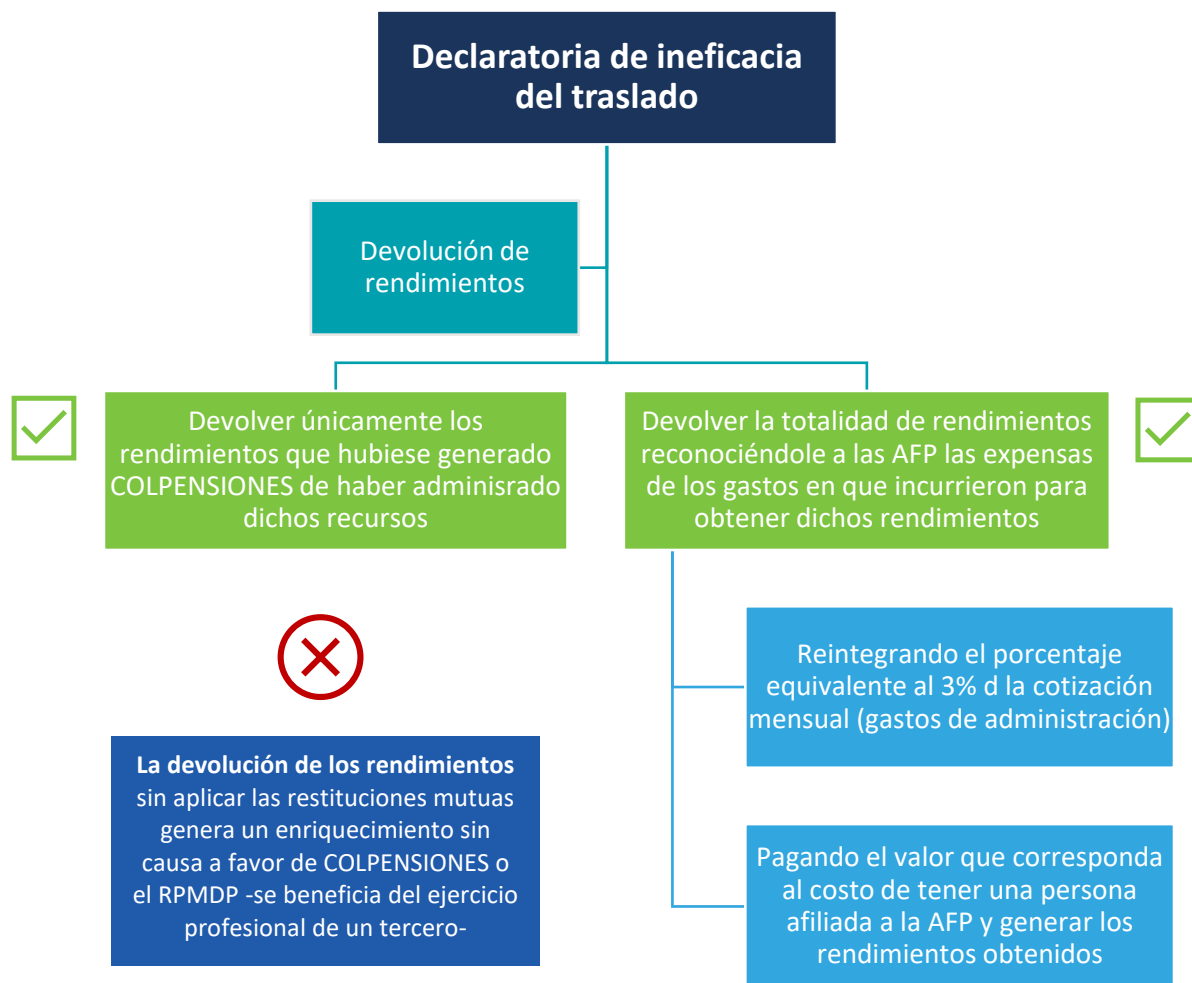 Declaratoria de ineficacia
del traslado
Devolución de
rendimientos
Devolver únicamente los
rendimientos que hubiese generado
COLPENSIONES de haber adminisrado
dichos recursos
Devolver la totalidad de rendimientos
reconociéndole a las AFP las expensas
de los gastos en que incurrieron para
obtener dichos rendimientos
La devolución de los rendimientos
sin aplicar las restituciones mutuas
genera un enriquecimiento sin
causa a favor de COLPENSIONES o
el RPMDP -se beneficia del ejercicio
profesional de un tercero-
Reintegrando el porcentaje
equivalente al 3% d la cotización
mensual (gastos de administración)
Pagando el valor que corresponda
al costo de tener una persona
afiliada a la AFP y generar los
rendimientos obtenidos